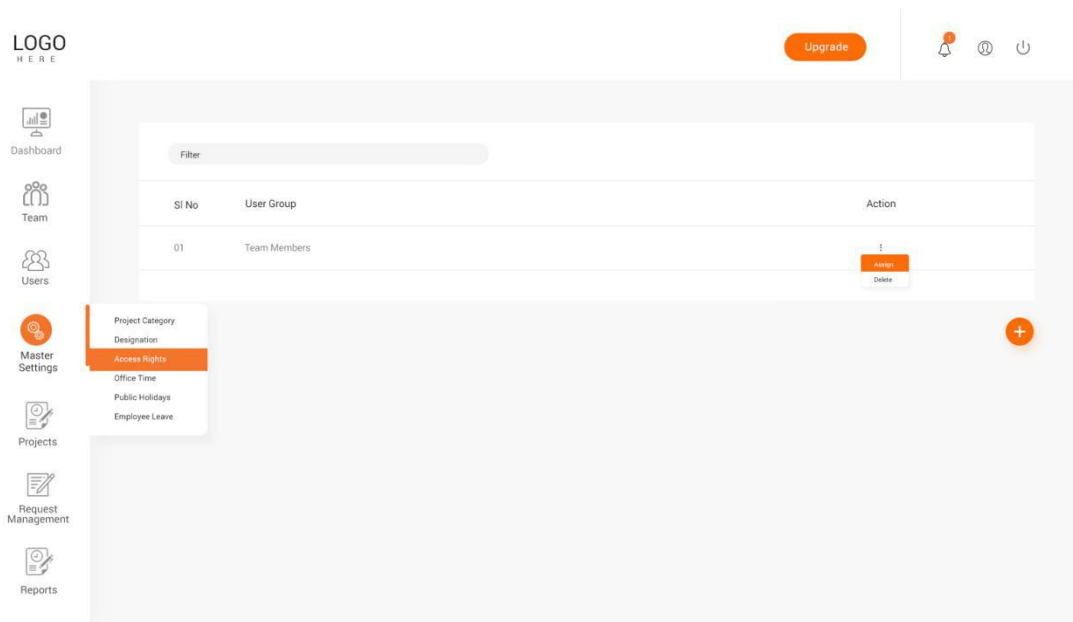 LOGO
HERE
Upgrade
1
Dashboard
Team
Users
Master
Settings
Projects
Request
Management
Reports
Filter
Sl No User Group Action
01 Team Members
Assign
Delete
Project Category
Designation
Access Rights
Office Time
Public Holidays
Employee Leave